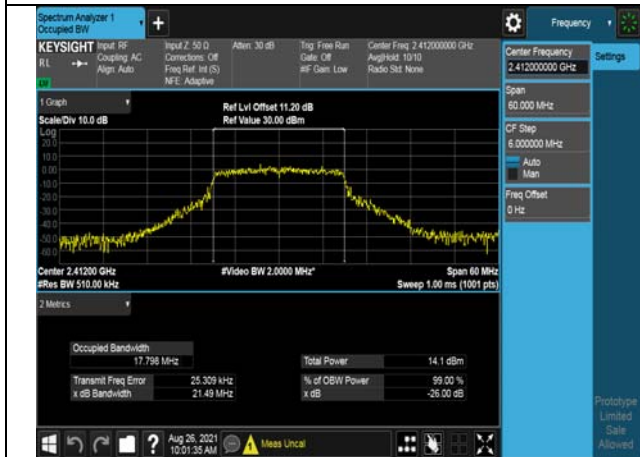 Spectrum Analyzer 1
Occupied BW
Frequency
KEYSIGHT Input: RF Input Z: 50 Ω Atten: 30 dB Trig: Free Run Center Freq: 2.412000000 GHz
RL Coupling: AC Corrections: Off Gate: Off Avg|Hold: 10/10
Align: Auto Freq Ref: Int (S) #IF Gain: Low Radio Std: None
NFE: Adaptive
Center Frequency
2.412000000 GHz
Settings
Span
60.000 MHz
CF Step
6.000000 MHz
Auto
Man
Freq Offset
0 Hz
1 Graph
Ref Lvl Offset 11.20 dB
Scale/Div 10.0 dB Ref Value 30.00 dBm
Log
20.0
10.0
0.00
-10.0
-20.0
-30.0
-40.0
-50.0
-60.0
Center 2.41200 GHz #Video BW 2.0000 MHz* Span 60 MHz
#Res BW 510.00 kHz Sweep 1.00 ms (1001 pts)
2 Metrics
Occupied Bandwidth
17.798 MHz Total Power 14.1 dBm
Transmit Freq Error 25.309 kHz % of OBW Power 99.00 %
x dB Bandwidth 21.49 MHz x dB -26.00 dB
Prototype
Limited
Sale
Allowed
Aug 26, 2021
10:01:35 AM
Meas Uncal